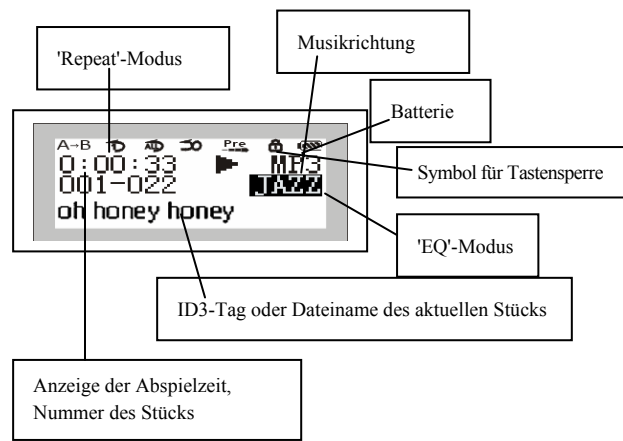 Musikrichtung
'Repeat'-Modus
Batterie
A→B Pre
0:00:33 MP3
Symbol für Tastensperre
001-022
oh honey honey
'EQ'-Modus
ID3-Tag oder Dateiname des aktuellen Stücks
Anzeige der Abspielzeit,
Nummer des Stücks